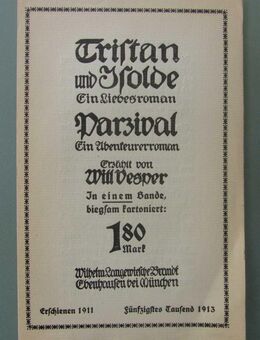 Tristan
und Isolde
Ein Liebesroman
Parzival
Ein Abenteurerroman
Erzählt von
Will Vesper
In einem Bande,
biegsam kartoniert:
1 80
Mark
Wilhelm Langewiesche-Brandt
Ebenhausen bei München
Erschienen 1911 Fünfzigstes Tausend 1913